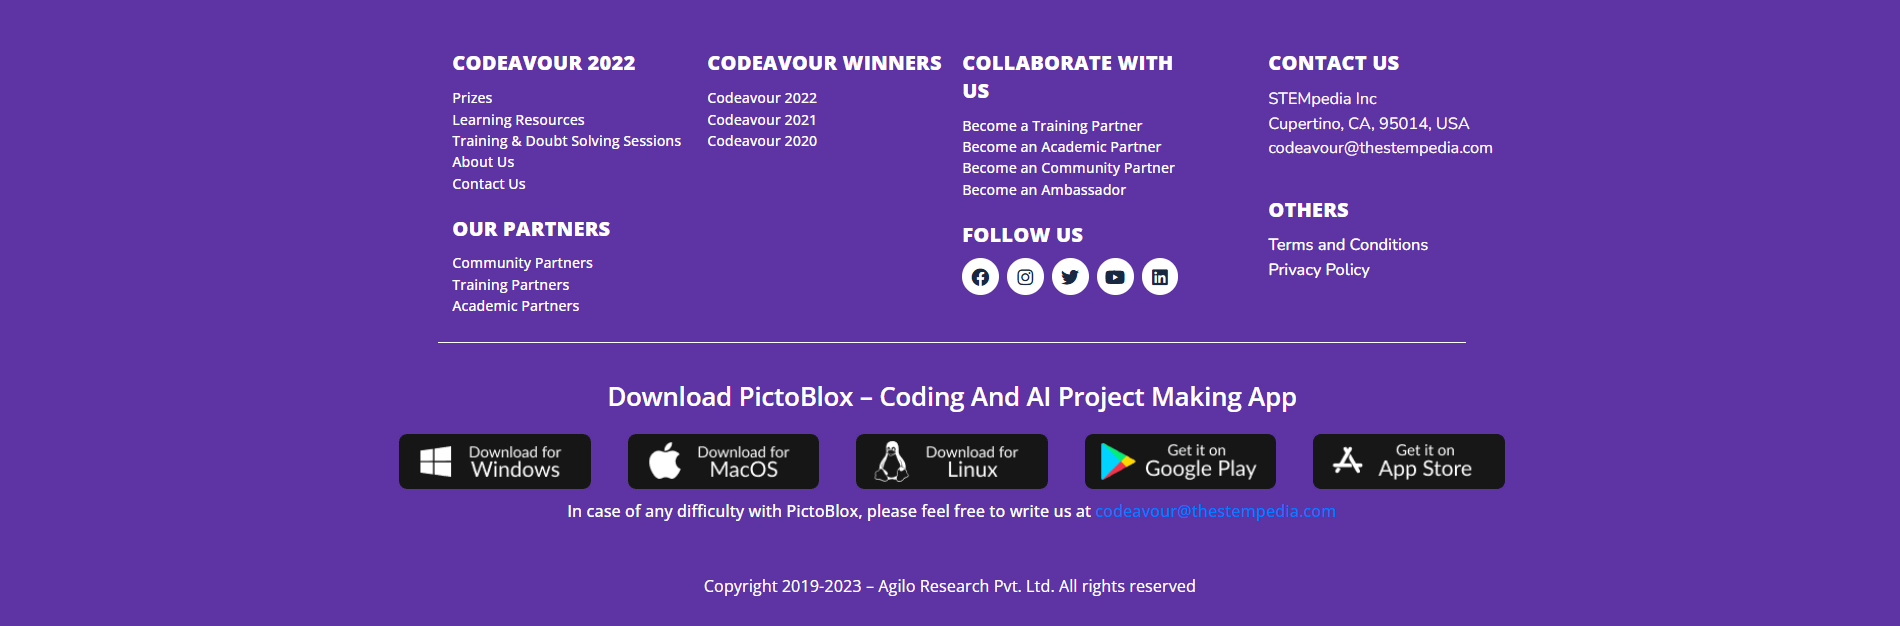 CODEAVOUR 2022
Prizes
Learning Resources
Training & Doubt Solving Sessions
About Us
Contact Us
OUR PARTNERS
Community Partners
Training Partners
Academic Partners
CODEAVOUR WINNERS
Codeavour 2022
Codeavour 2021
Codeavour 2020
COLLABORATE WITH
US
Become a Training Partner
Become an Academic Partner
Become an Community Partner
Become an Ambassador
FOLLOW US
CONTACT US
STEMpedia Inc
Cupertino, CA, 95014, USA
codeavour@thestempedia.com
OTHERS
Terms and Conditions
Privacy Policy
Download PictoBlox – Coding And AI Project Making App
Download for
Windows
Download for
MacOS
Download for
Linux
Get it on
Google Play
Get it on
App Store
In case of any difficulty with PictoBlox, please feel free to write us at codeavour@thestempedia.com
Copyright 2019-2023 – Agilo Research Pvt. Ltd. All rights reserved